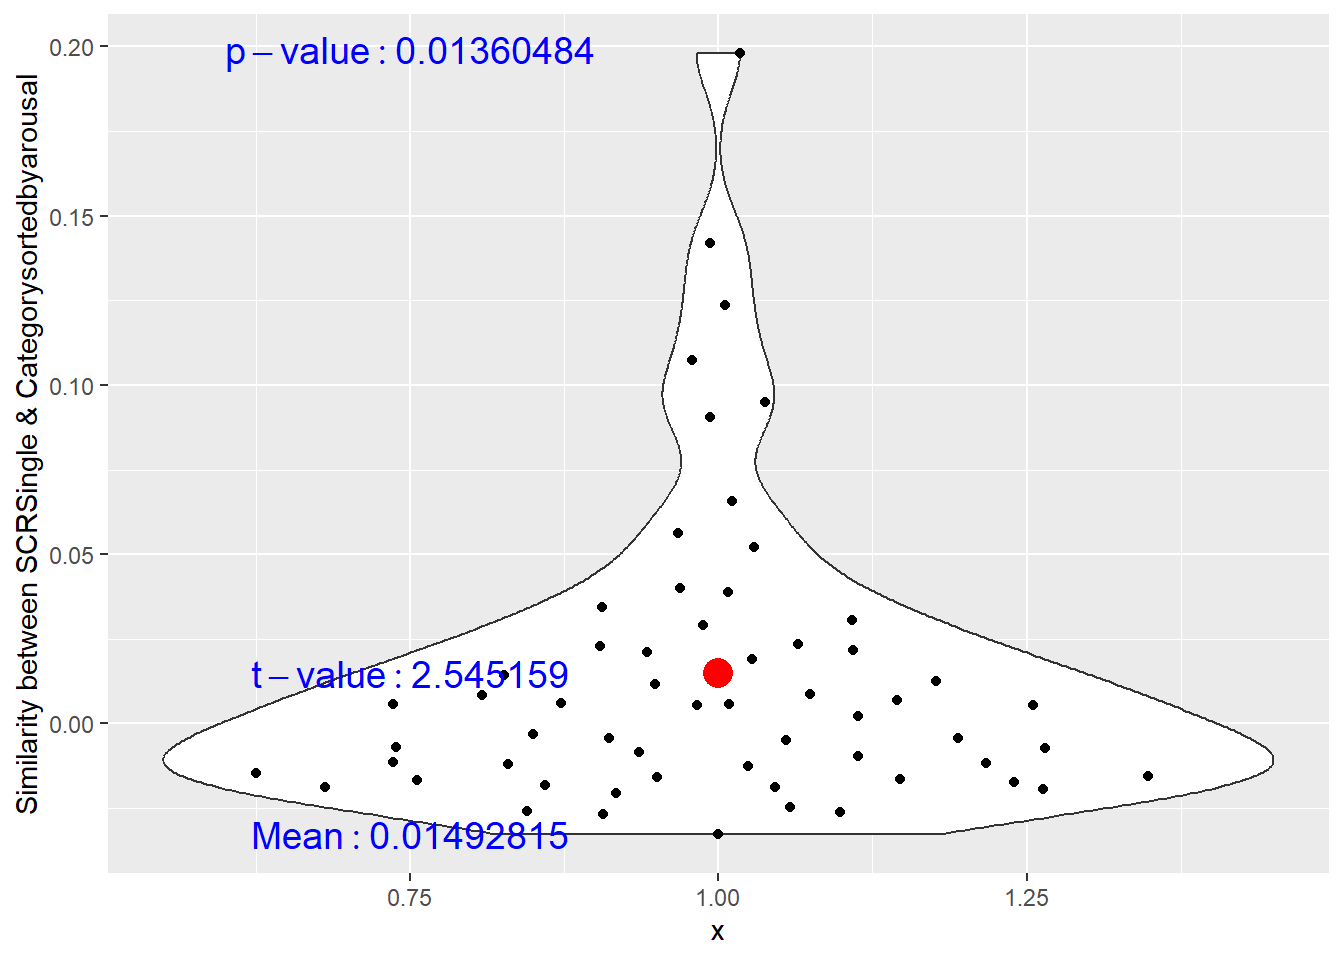 p – value : 0.01360484
t – value : 2.545159
Mean : 0.01492815
Similarity between SCRSingle & Categorysortedbyarousal
0.20
0.15
0.10
0.05
0.00
0.75 1.00 1.25
x